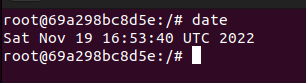 root@69a298bc8d5e:/# date
Sat Nov 19 16:53:40 UTC 2022
root@69a298bc8d5e:/#